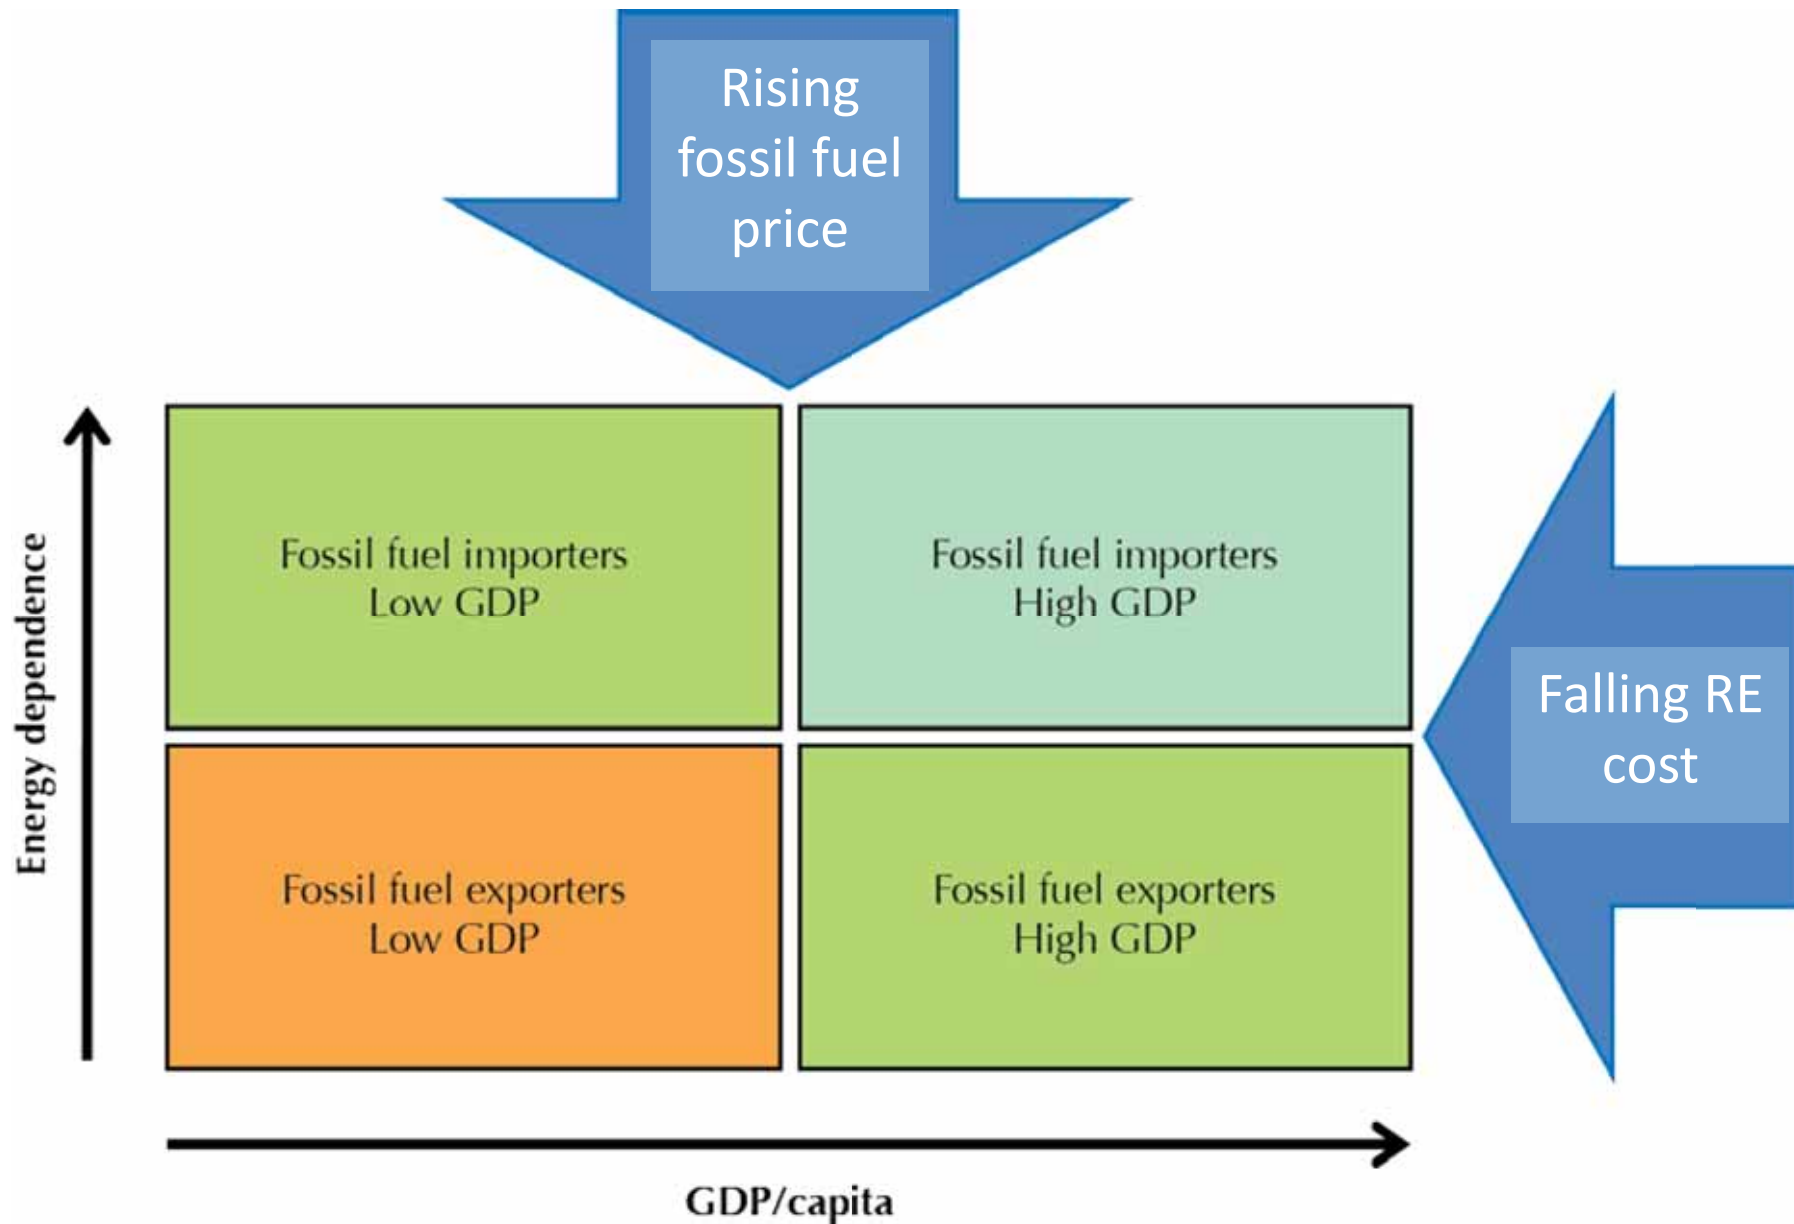 Rising
fossil fuel
price
Energy dependence
Fossil fuel importers
Low GDP
Fossil fuel importers
High GDP
Falling RE
cost
Fossil fuel exporters
Low GDP
Fossil fuel exporters
High GDP
GDP/capita